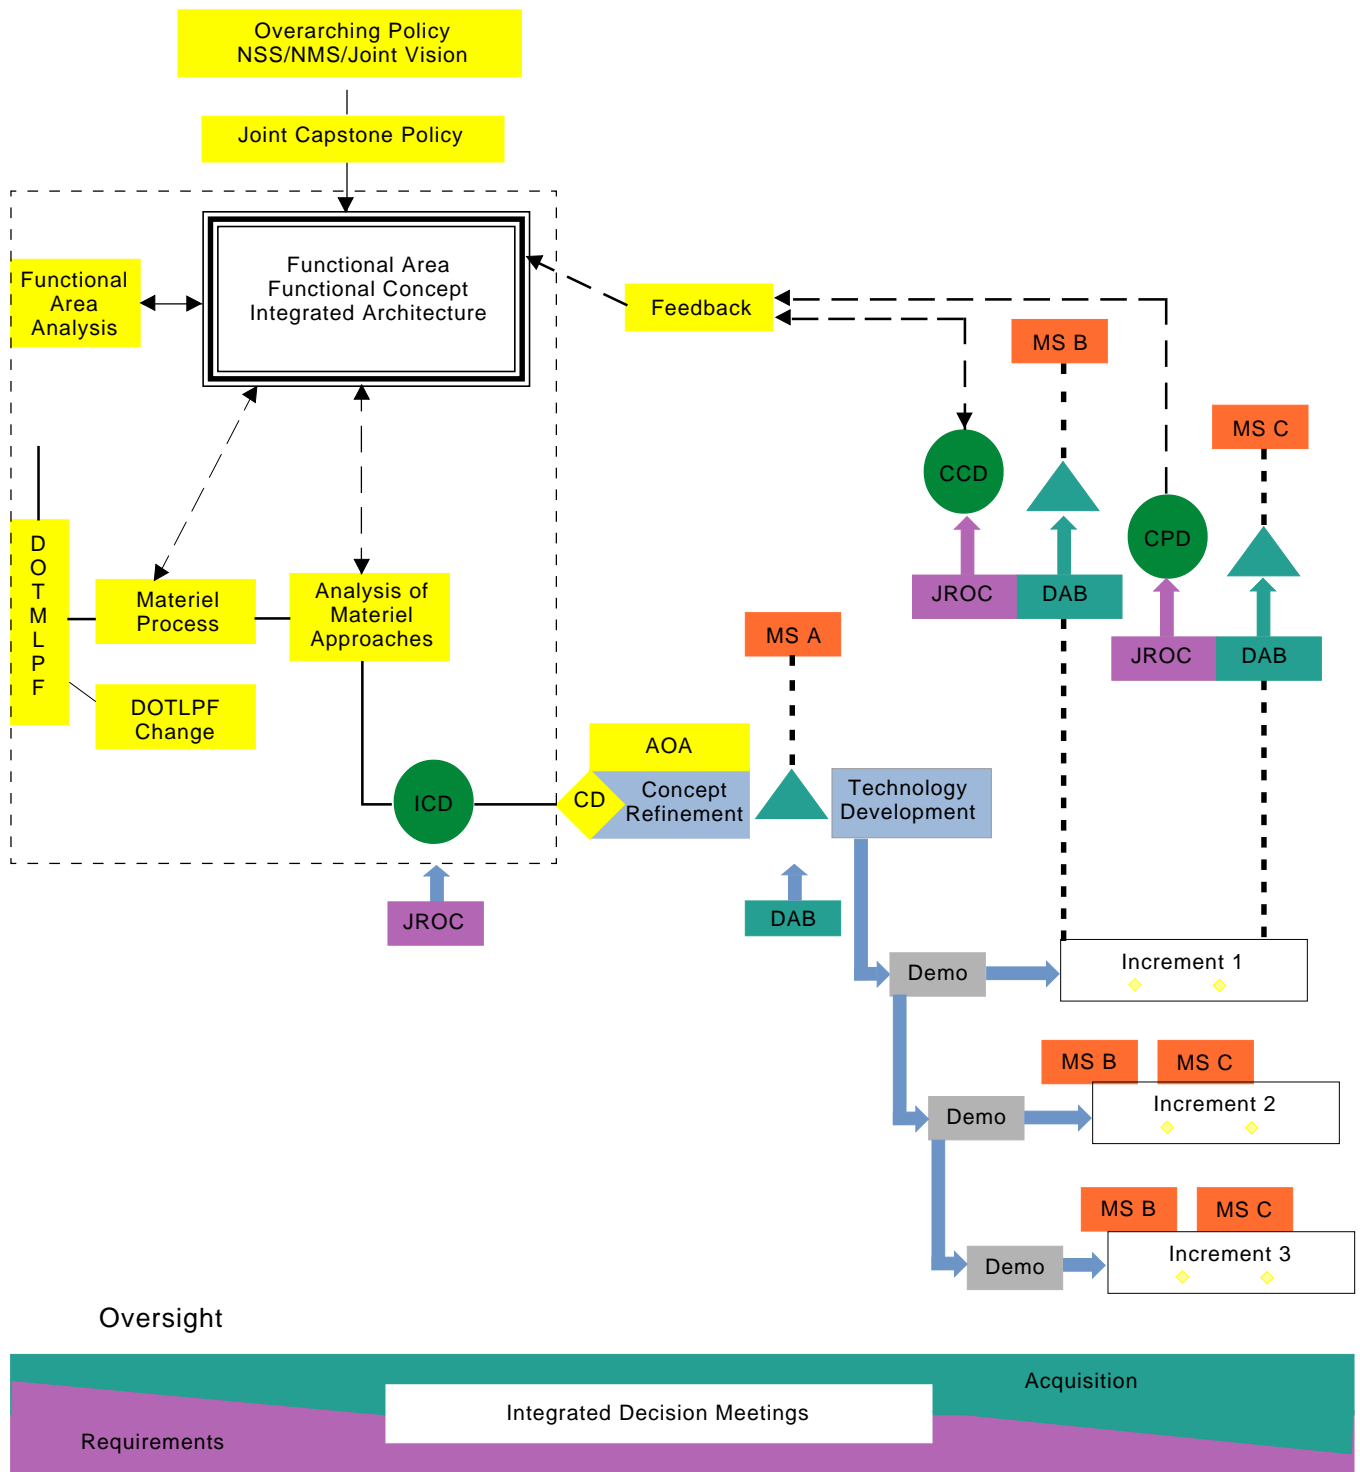 Overarching Policy
NSS/NMS/Joint Vision
Joint Capstone Policy
Functional Area
Functional Concept
Integrated Architecture
Functional
Area
Analysis
Feedback
MS B
MS C
CCD
CPD
JROC
DAB
JROC
DAB
D
O
T
M
L
P
F
Materiel
Process
Analysis of
Materiel
Approaches
DOTLPF
Change
MS A
AOA
CD
Concept
Refinement
Technology
Development
ICD
JROC
DAB
Demo
Increment 1
MS B
MS C
Demo
Increment 2
MS B
MS C
Demo
Increment 3
Oversight
Acquisition
Integrated Decision Meetings
Requirements